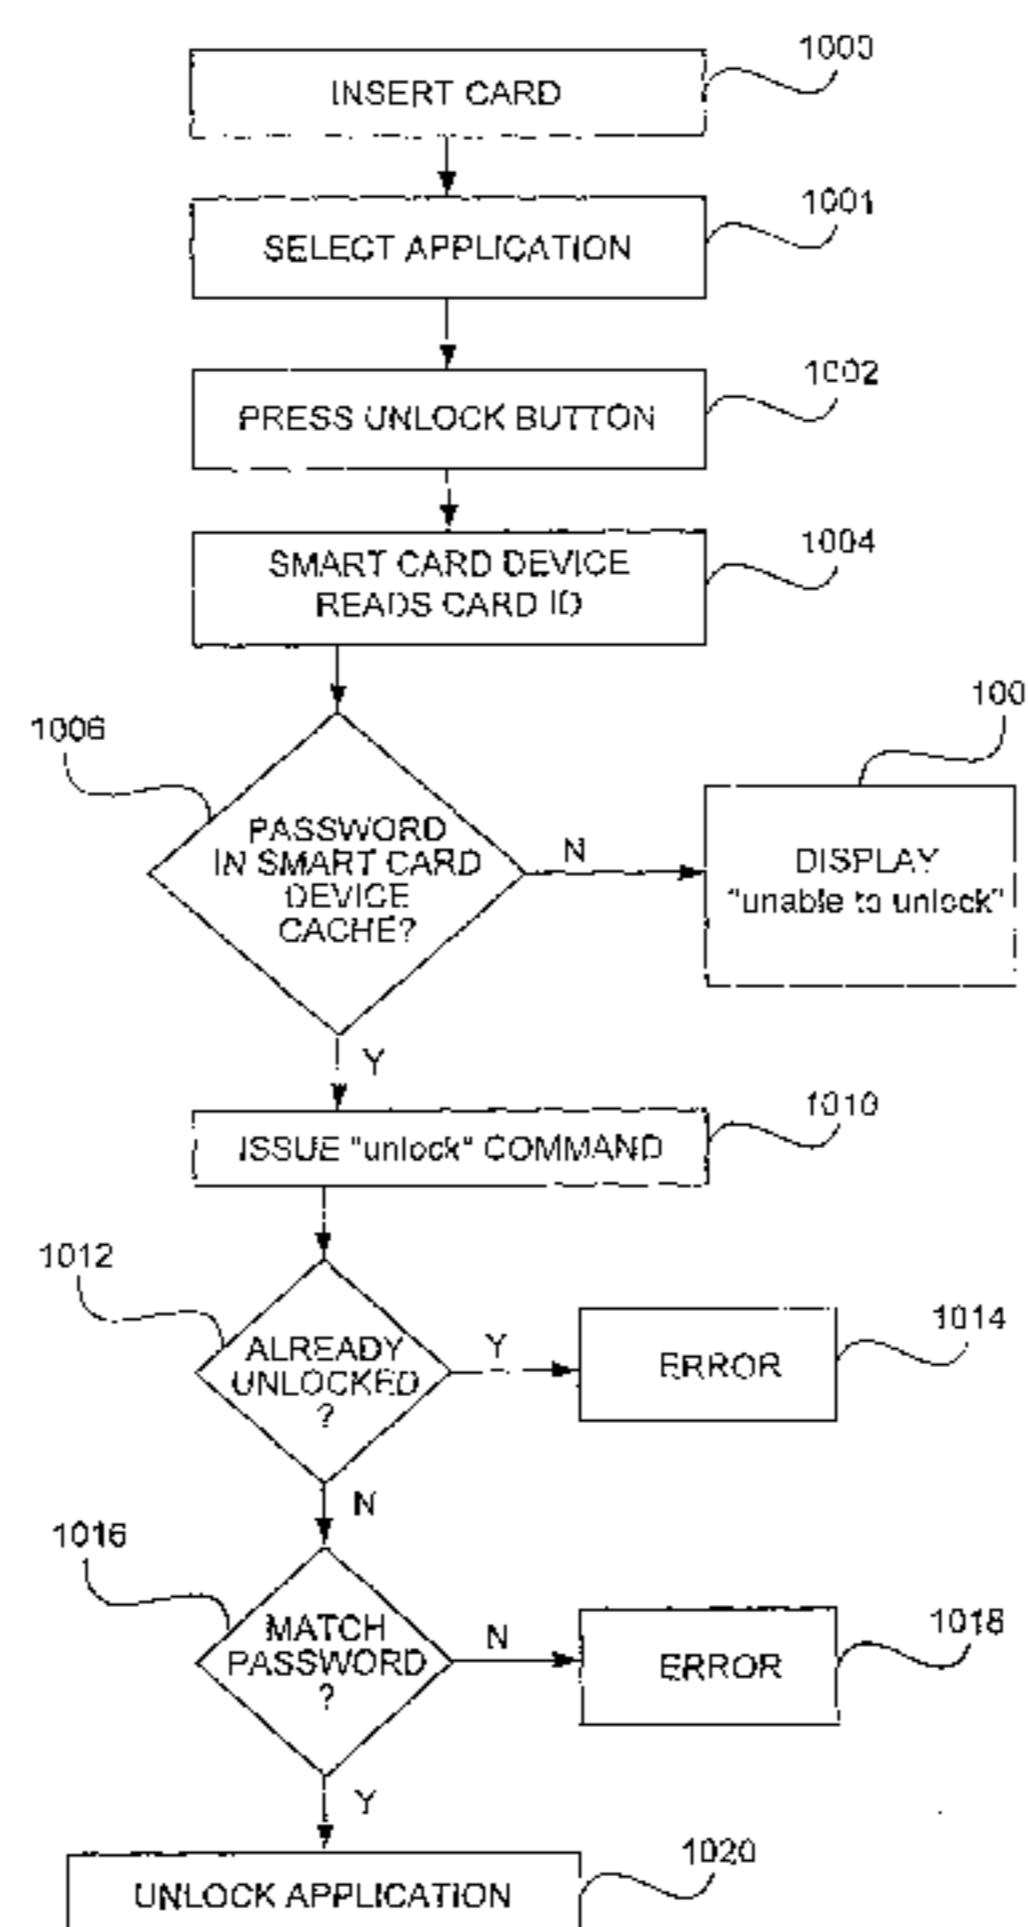 1000
INSERT CARD
1001
SELECT APPLICATION
1002
PRESS UNLOCK BUTTON
1004
SMART CARD DEVICE
READS CARD ID
1006
100
PASSWORD
IN SMART CARD
DEVICE
CACHE?
N
DISPLAY
"unable to unlock"
Y
1010
ISSUE "unlock" COMMAND
1012
ALREADY
UNLOCKED
?
Y
ERROR
1014
N
1016
MATCH
PASSWORD
?
N
ERROR
1018
Y
1020
UNLOCK APPLICATION